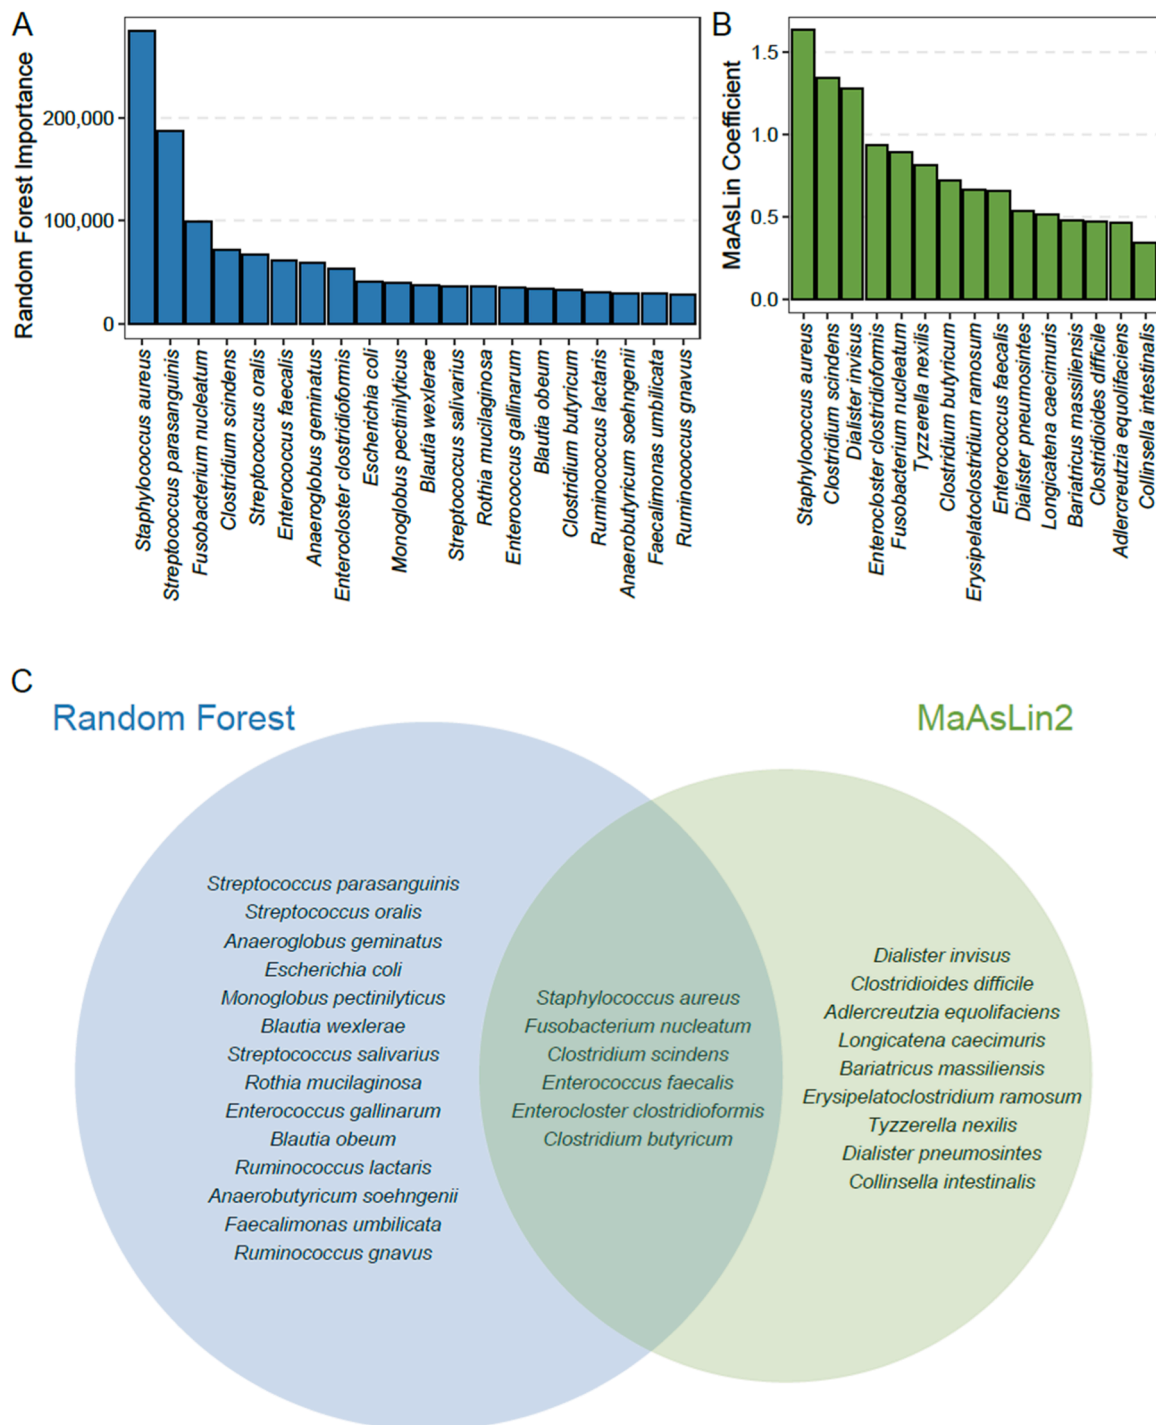 A
Random Forest Importance
200,000
100,000
0
Staphylococcus aureus
Streptococcus parasanguinis
Fusobacterium nucleatum
Clostridium scindens
Streptococcus oralis
Enterococcus faecalis
Anaeroglobus geminatus
Enterocloster clostridioformis
Escherichia coli
Monoglobus pectinilyticus
Blautia wexlerae
Streptococcus salivarius
Rothia mucilaginosa
Enterococcus gallinarum
Blautia obeum
Clostridium butyricum
Ruminococcus lactaris
Anaerobutyricum soehngenii
Faecalimonas umbilicata
Ruminococcus gnavus
B
MaAsLin Coefficient
1.5
1.0
0.5
0.0
Staphylococcus aureus
Clostridium scindens
Dialister invisus
Enterocloster clostridioformis
Fusobacterium nucleatum
Tyzzerella nexilis
Clostridium butyricum
Erysipelatoclostridium ramosum
Enterococcus faecalis
Dialister pneumosintes
Longicatena caecimuris
Bariatricus massiliensis
Clostridioides difficile
Adlercreutzia equolifaciens
Collinsella intestinalis
C
Random Forest
MaAsLin2
Streptococcus parasanguinis
Streptococcus oralis
Anaeroglobus geminatus
Escherichia coli
Monoglobus pectinilyticus
Blautia wexlerae
Streptococcus salivarius
Rothia mucilaginosa
Enterococcus gallinarum
Blautia obeum
Ruminococcus lactaris
Anaerobutyricum soehngenii
Faecalimonas umbilicata
Ruminococcus gnavus
Staphylococcus aureus
Fusobacterium nucleatum
Clostridium scindens
Enterococcus faecalis
Enterocloster clostridioformis
Clostridium butyricum
Dialister invisus
Clostridioides difficile
Adlercreutzia equolifaciens
Longicatena caecimuris
Bariatricus massiliensis
Erysipelatoclostridium ramosum
Tyzzerella nexilis
Dialister pneumosintes
Collinsella intestinalis